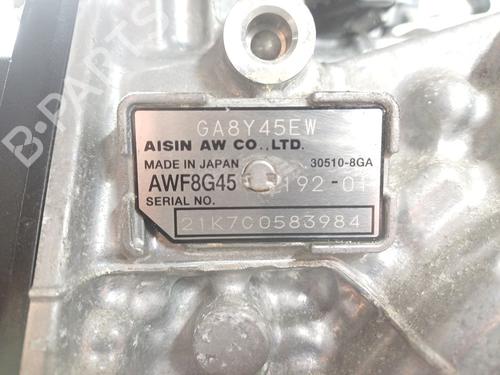 GA8Y45EW
AISIN AW CO.,LTD.
MADE IN JAPAN 30510-8GA
AWF8G45 192-01
SERIAL NO.
21K7C0583984
B-PARTS